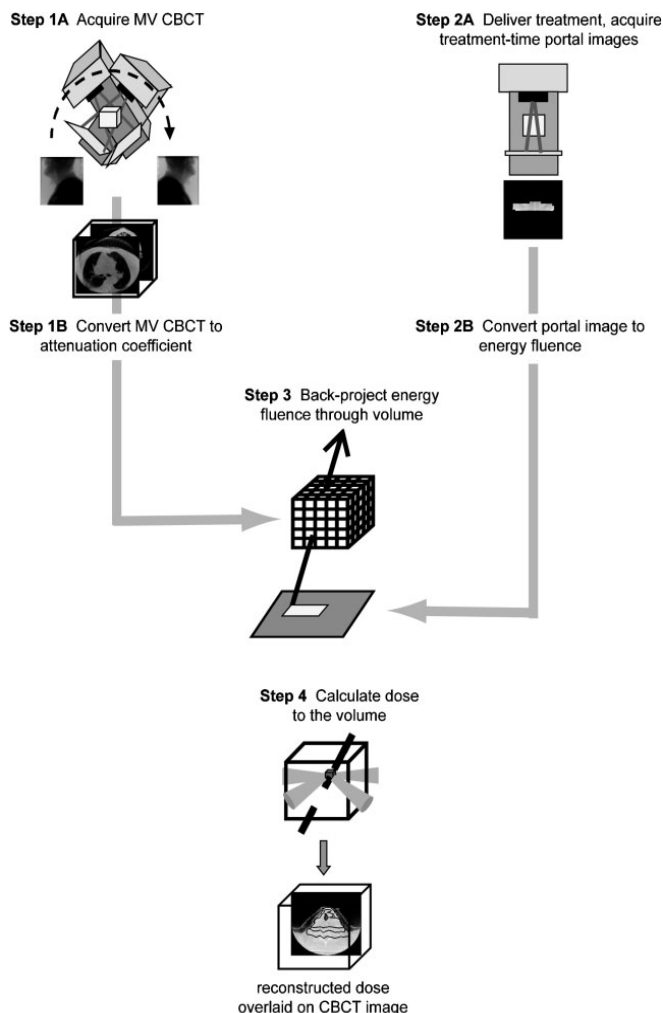 Step 1A Acquire MV CBCT
Step 2A Deliver treatment, acquire
treatment-time portal images
Step 1B Convert MV CBCT to
attenuation coefficient
Step 2B Convert portal image to
energy fluence
Step 3 Back-project energy
fluence through volume
Step 4 Calculate dose
to the volume
reconstructed dose
overlaid on CBCT image